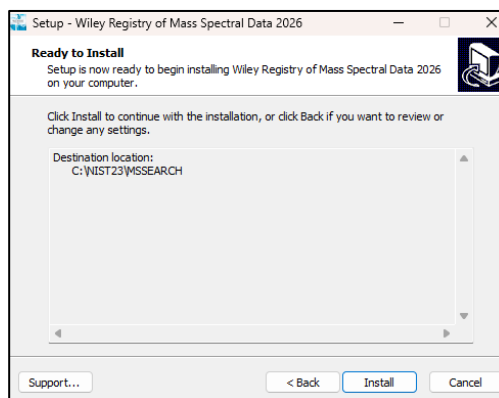 Setup - Wiley Registry of Mass Spectral Data 2026
Ready to Install
Setup is now ready to begin installing Wiley Registry of Mass Spectral Data 2026
on your computer.
Click Install to continue with the installation, or click Back if you want to review or
change any settings.
Destination location:
C:\NIST23\MSSEARCH
Support...
< Back
Install
Cancel